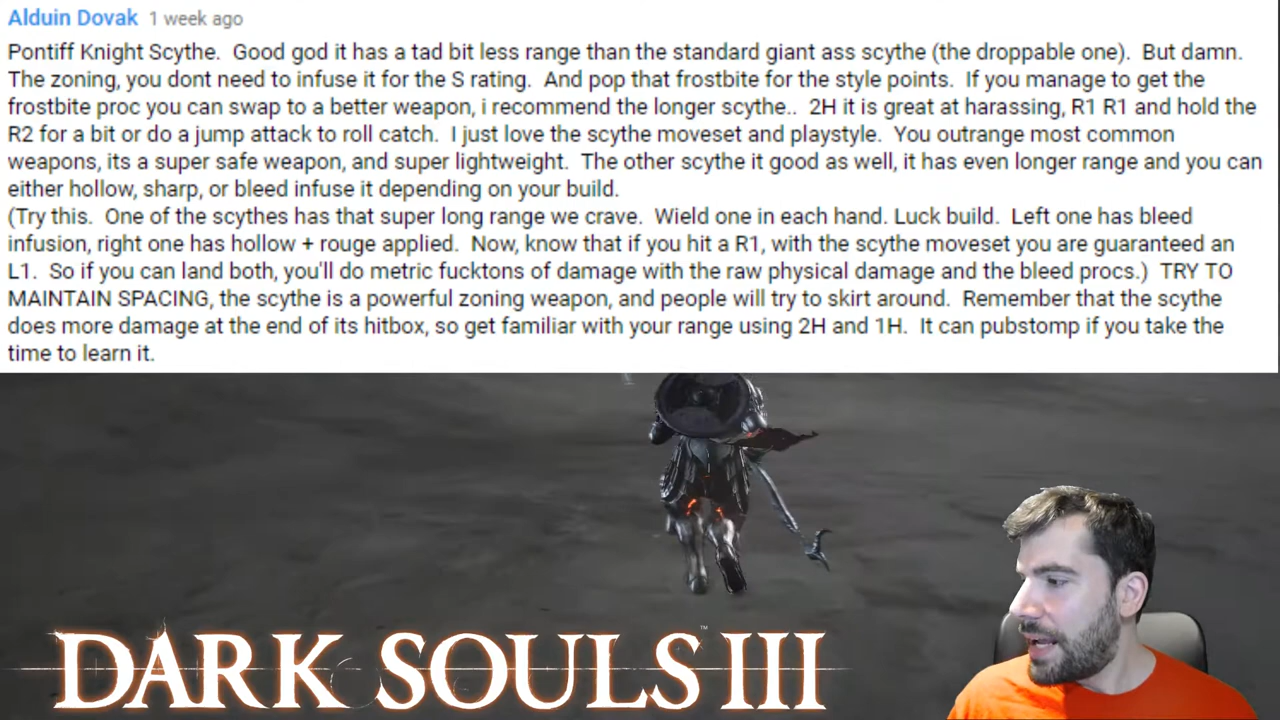 Alduin Dovak 1 week ago
Pontiff Knight Scythe. Good god it has a tad bit less range than the standard giant ass scythe (the droppable one). But damn.
The zoning, you dont need to infuse it for the S rating. And pop that frostbite for the style points. If you manage to get the
frostbite proc you can swap to a better weapon, i recommend the longer scythe.. 2H it is great at harassing, R1 R1 and hold the
R2 for a bit or do a jump attack to roll catch. I just love the scythe moveset and playstyle. You outrange most common
weapons, its a super safe weapon, and super lightweight. The other scythe it good as well, it has even longer range and you can
either hollow, sharp, or bleed infuse it depending on your build.
(Try this. One of the scythes has that super long range we crave. Wield one in each hand. Luck build. Left one has bleed
infusion, right one has hollow + rouge applied. Now, know that if you hit a R1, with the scythe moveset you are guaranteed an
L1. So if you can land both, you'll do metric fucktons of damage with the raw physical damage and the bleed procs.) TRY TO
MAINTAIN SPACING, the scythe is a powerful zoning weapon, and people will try to skirt around. Remember that the scythe
does more damage at the end of its hitbox, so get familiar with your range using 2H and 1H. It can pubstomp if you take the
time to learn it.
DARK SOULS III™